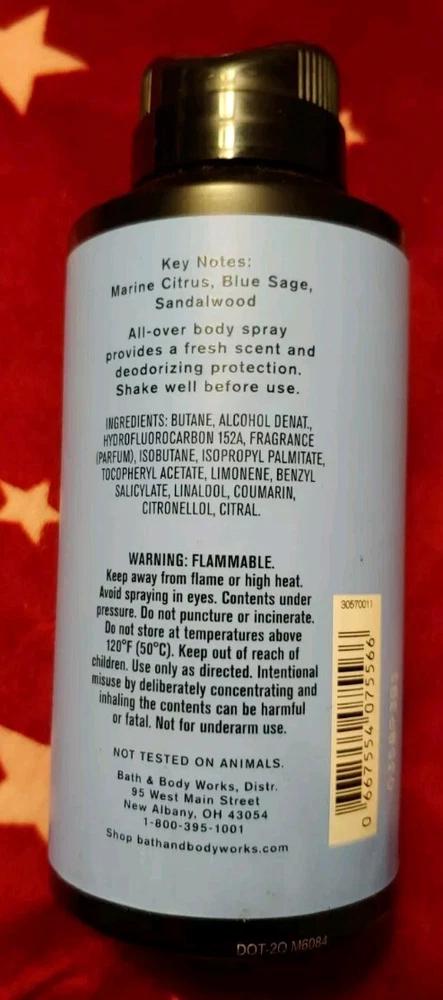 Key Notes:
Marine Citrus, Blue Sage,
Sandalwood
All-over body spray
provides a fresh scent and
deodorizing protection.
Shake well before use.
INGREDIENTS: BUTANE, ALCOHOL DENAT.,
HYDROFLUOROCARBON 152A, FRAGRANCE
(PARFUM), ISOBUTANE, ISOPROPYL PALMITATE,
TOCOPHERYL ACETATE, LIMONENE, BENZYL
SALICYLATE, LINALOOL, COUMARIN,
CITRONELLOL, CITRAL.
WARNING: FLAMMABLE.
Keep away from flame or high heat.
Avoid spraying in eyes. Contents under
pressure. Do not puncture or incinerate.
Do not store at temperatures above
120°F (50°C). Keep out of reach of
children. Use only as directed. Intentional
misuse by deliberately concentrating and
inhaling the contents can be harmful
or fatal. Not for underarm use.
NOT TESTED ON ANIMALS.
Bath & Body Works, Distr.
95 West Main Street
New Albany, OH 43054
1-800-395-1001
Shop bathandbodyworks.com
30570011
0 667554 075566
DOT-2Q M6084